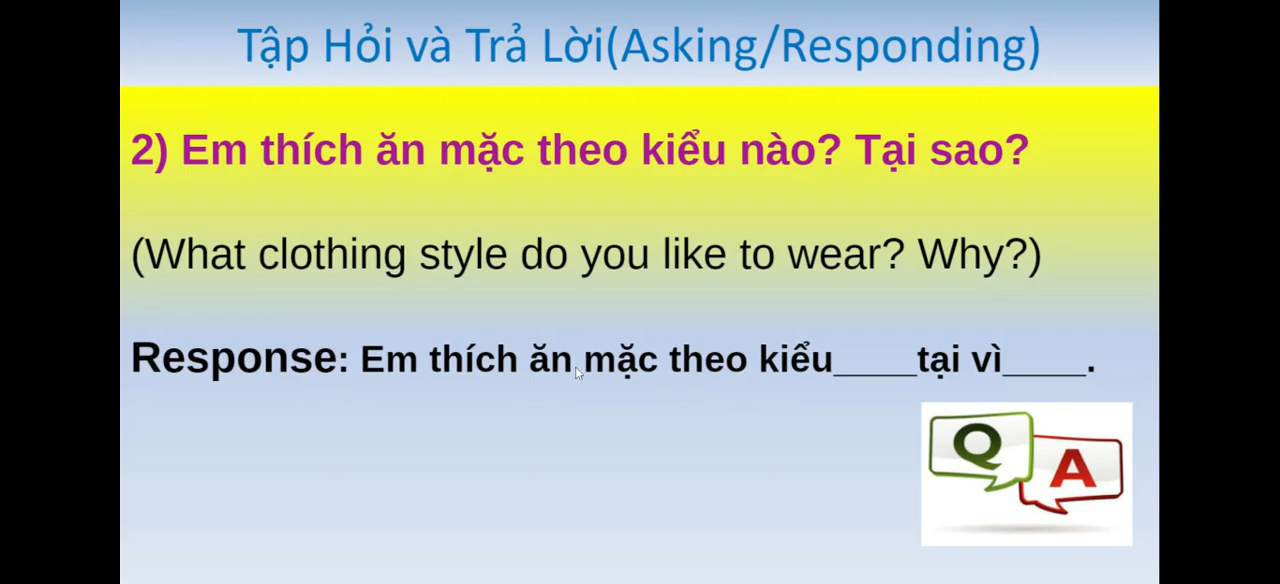 Tập Hỏi và Trả Lời(Asking/Responding)
2) Em thích ăn mặc theo kiểu nào? Tại sao?
(What clothing style do you like to wear? Why?)
Response: Em thích ăn mặc theo kiểu____tại vì____.
Q
A